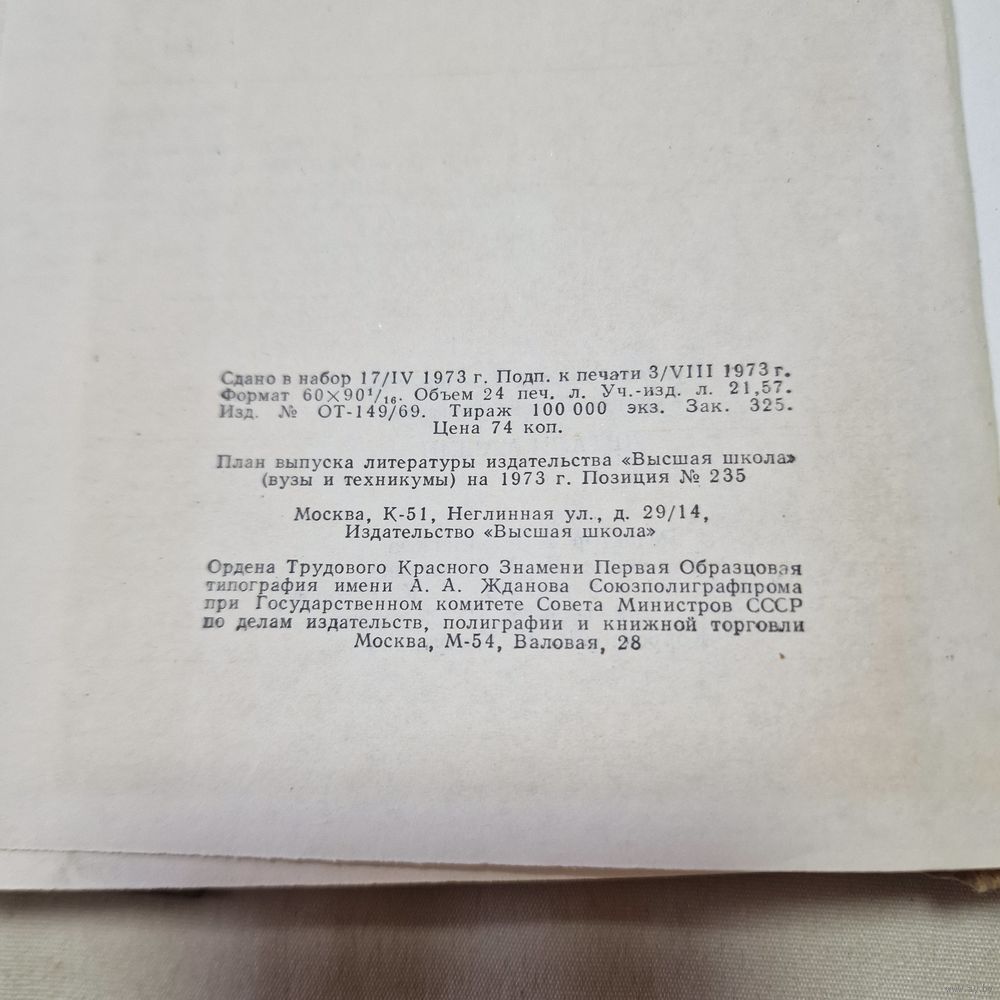 Сдано в набор 17/IV 1973 г. Подп. к печати 3/VIII 1973 г.
Формат 60×90¹/₁₆. Объем 24 печ. л. Уч.-изд. л. 21,57.
Изд. № ОТ-149/69. Тираж 100 000 экз. Зак. 325.
Цена 74 коп.
План выпуска литературы издательства «Высшая школа»
(вузы и техникумы) на 1973 г. Позиция № 235
Москва, К-51, Неглинная ул., д. 29/14,
Издательство «Высшая школа»
Ордена Трудового Красного Знамени Первая Образцовая
типография имени А. А. Жданова Союзполиграфпрома
при Государственном комитете Совета Министров СССР
по делам издательств, полиграфии и книжной торговли
Москва, М-54, Валовая, 28